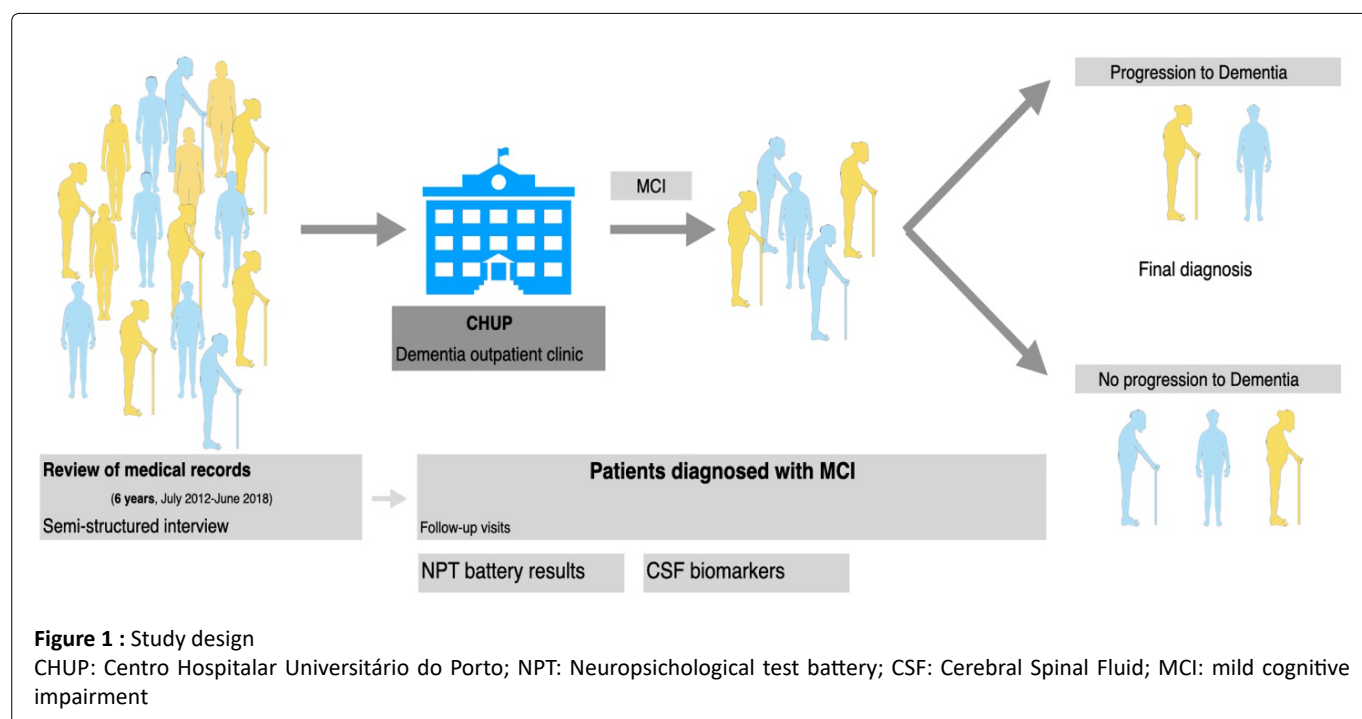 Progression to Dementia
MCI
Final diagnosis
CHUP
Dementia outpatient clinic
No progression to Dementia
Review of medical records
(6 years, July 2012-June 2018)
Semi-structured interview
Patients diagnosed with MCI
Follow-up visits
NPT battery results
CSF biomarkers
Figure 1 : Study design
CHUP: Centro Hospitalar Universitário do Porto; NPT: Neuropsichological test battery; CSF: Cerebral Spinal Fluid; MCI: mild cognitive
impairment